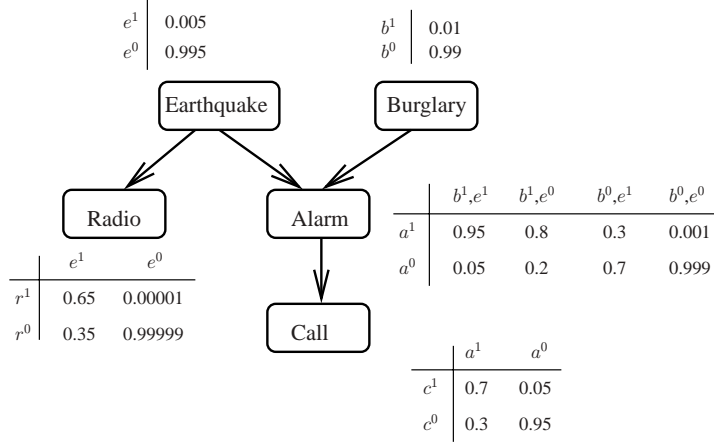 e¹ 0.005
e⁰ 0.995
b¹ 0.01
b⁰ 0.99
Earthquake
Burglary
Radio
Alarm
b¹,e¹ b¹,e⁰ b⁰,e¹ b⁰,e⁰
a¹ 0.95 0.8 0.3 0.001
a⁰ 0.05 0.2 0.7 0.999
e¹ e⁰
r¹ 0.65 0.00001
r⁰ 0.35 0.99999
Call
a¹ a⁰
c¹ 0.7 0.05
c⁰ 0.3 0.95